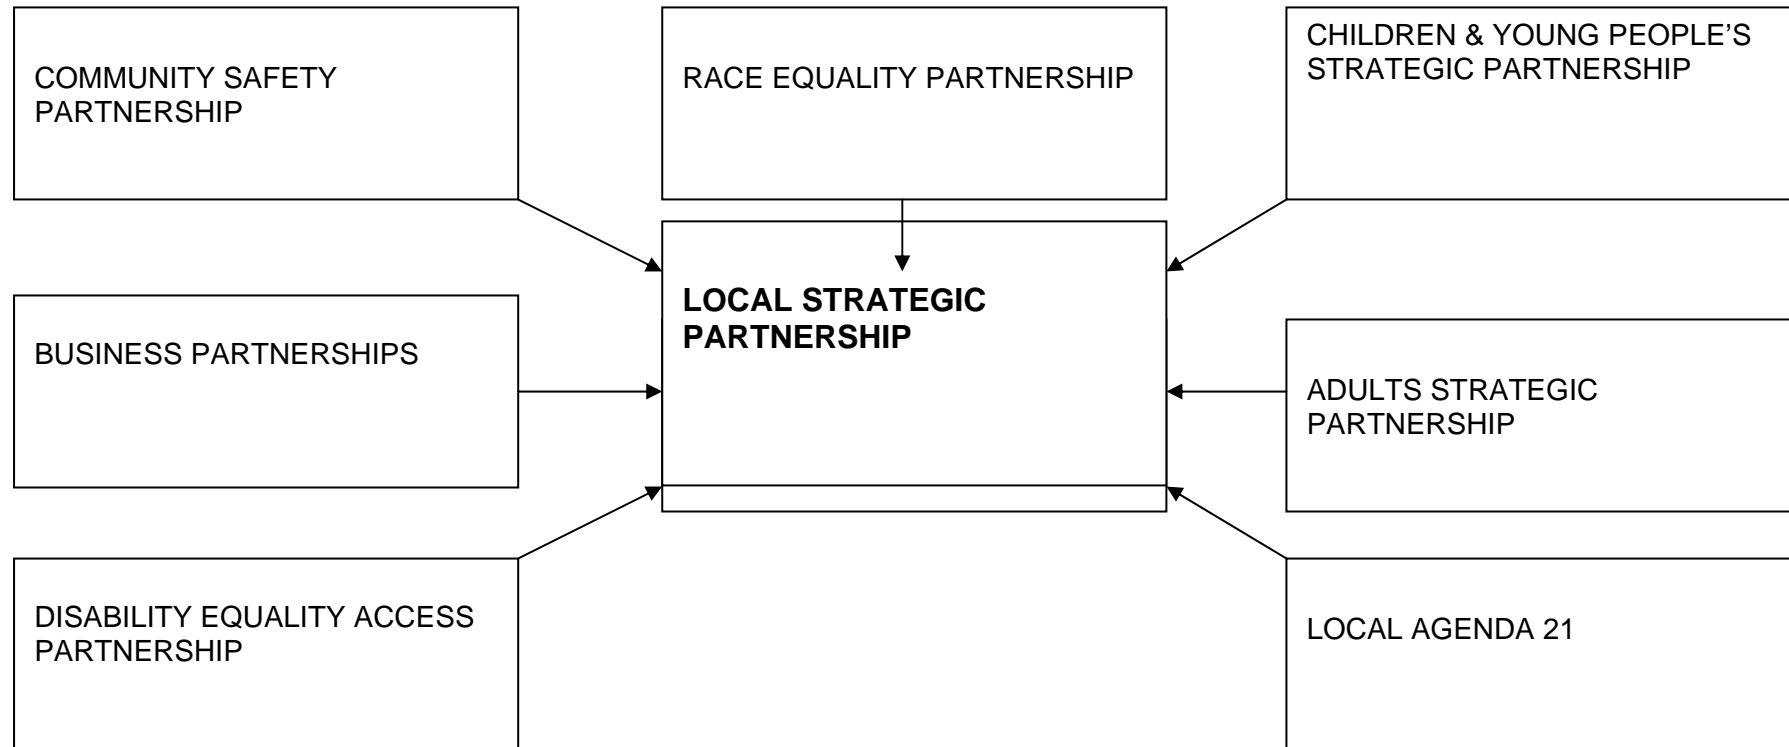 COMMUNITY SAFETY
PARTNERSHIP
RACE EQUALITY PARTNERSHIP
CHILDREN & YOUNG PEOPLE’S
STRATEGIC PARTNERSHIP
LOCAL STRATEGIC
PARTNERSHIP
BUSINESS PARTNERSHIPS
ADULTS STRATEGIC
PARTNERSHIP
DISABILITY EQUALITY ACCESS
PARTNERSHIP
LOCAL AGENDA 21